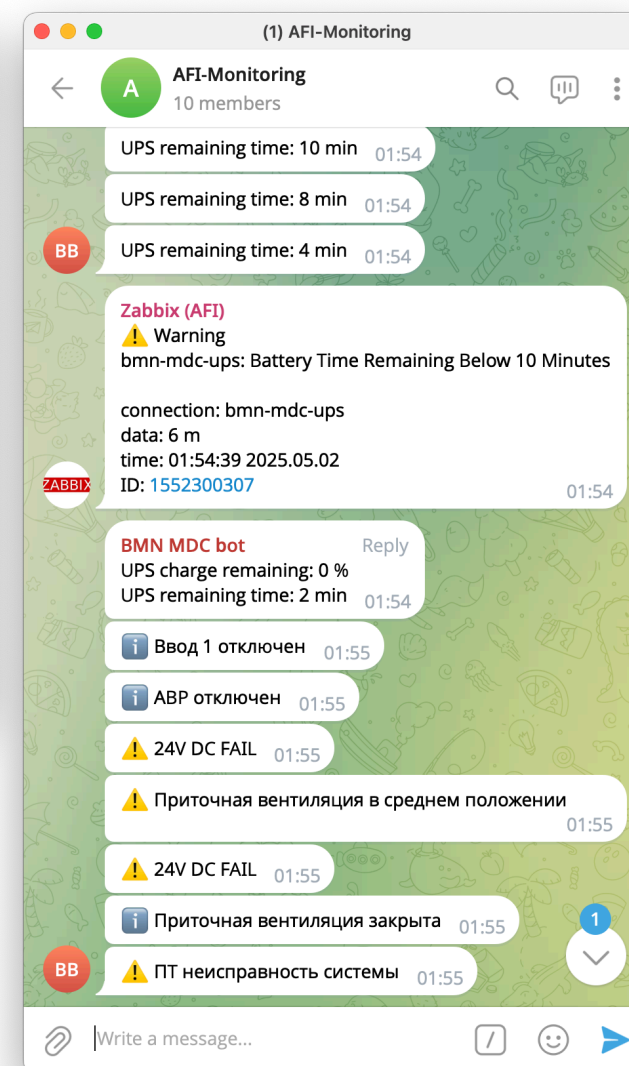 (1) AFI-Monitoring
A
AFI-Monitoring
10 members
UPS remaining time: 10 min 01:54
UPS remaining time: 8 min 01:54
BB
UPS remaining time: 4 min 01:54
Zabbix (AFI)
Warning
bmn-mdc-ups: Battery Time Remaining Below 10 Minutes
connection: bmn-mdc-ups
data: 6 m
time: 01:54:39 2025.05.02
ZABBIX
ID: 1552300307
01:54
BMN MDC bot Reply
UPS charge remaining: 0 %
UPS remaining time: 2 min 01:54
Ввод 1 отключен 01:55
АВР отключен 01:55
24V DC FAIL 01:55
Приточная вентиляция в среднем положении
01:55
24V DC FAIL 01:55
Приточная вентиляция закрыта 01:55
1
BB
ПТ неисправность системы 01:55
Write a message...